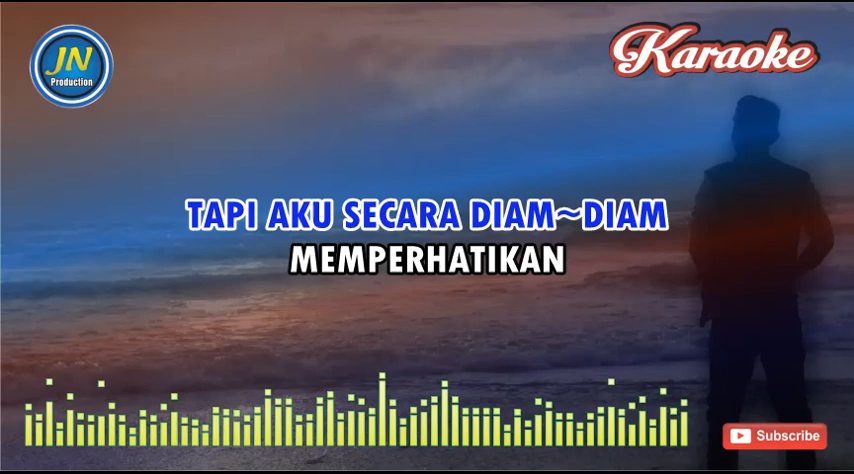 JN
Production
Karaoke
TAPI AKU SECARA DIAM~DIAM
MEMPERHATIKAN
Subscribe